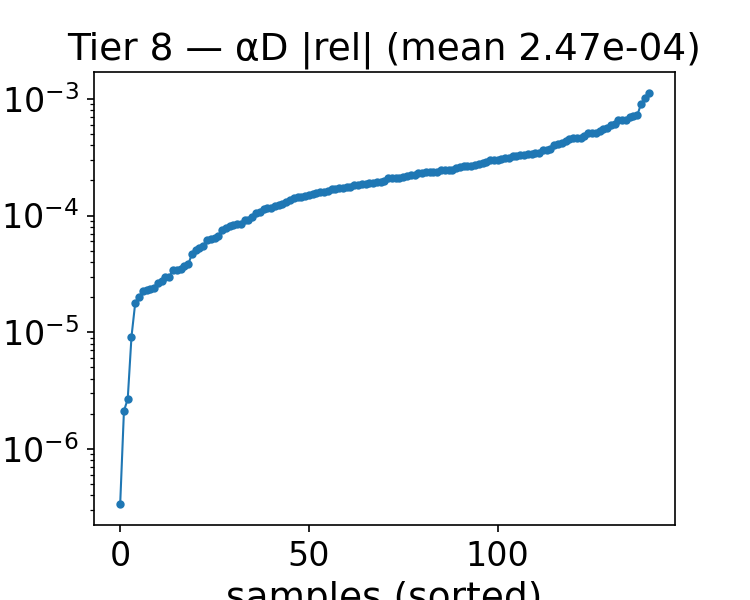 Tier 8 — αD |rel| (mean 2.47e-04)
10⁻³
10⁻⁴
10⁻⁵
10⁻⁶
0 50 100
samples (sorted)